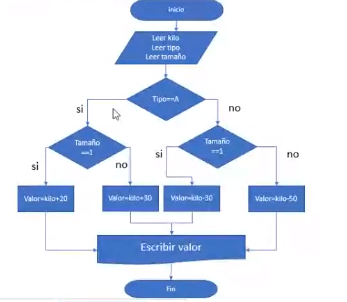 inicio
Leer kilo
Leer tipo
Leer tamaño
Tipo==A
si
no
Tamaño
==1
Tamaño
==1
si
no
si
no
Valor=kilo+20
Valor=kilo+30
Valor=kilo-30
Valor=kilo-50
Escribir valor
Fin